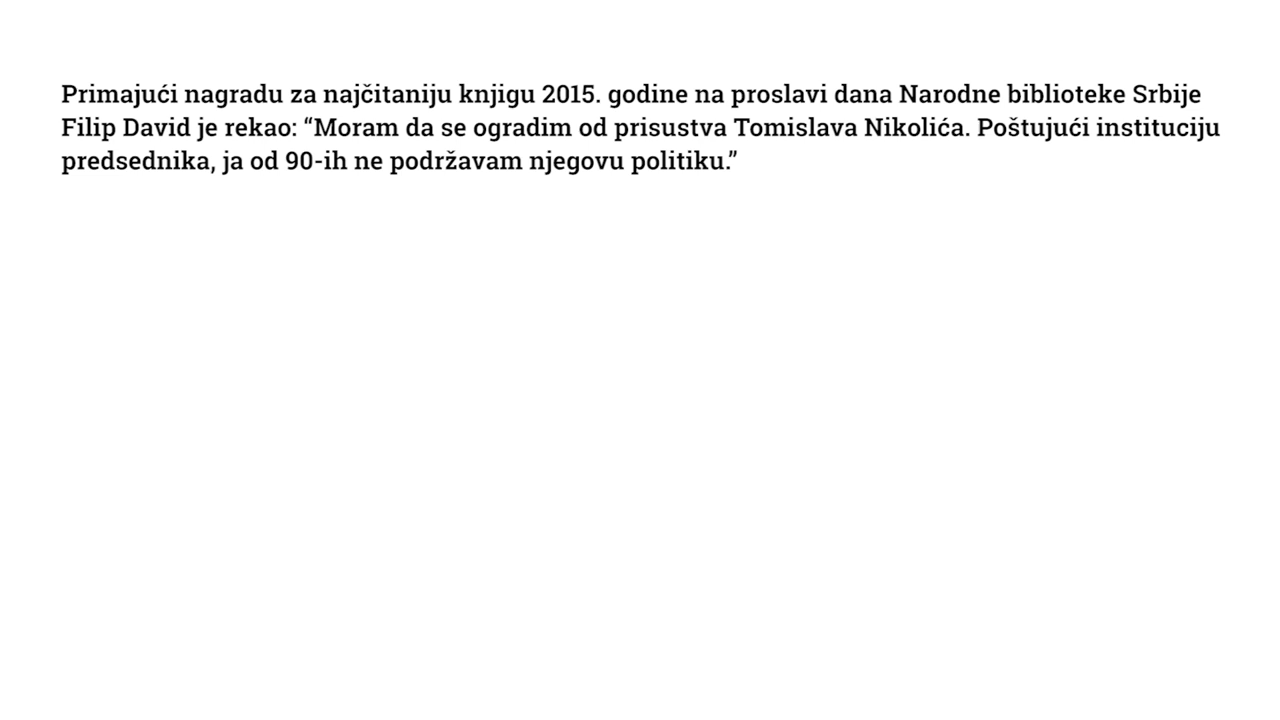 Primajući nagradu za najčitaniju knjigu 2015. godine na proslavi dana Narodne biblioteke Srbije
Filip David je rekao: “Moram da se ogradim od prisustva Tomislava Nikolića. Poštujući instituciju
predsednika, ja od 90-ih ne podržavam njegovu politiku.”